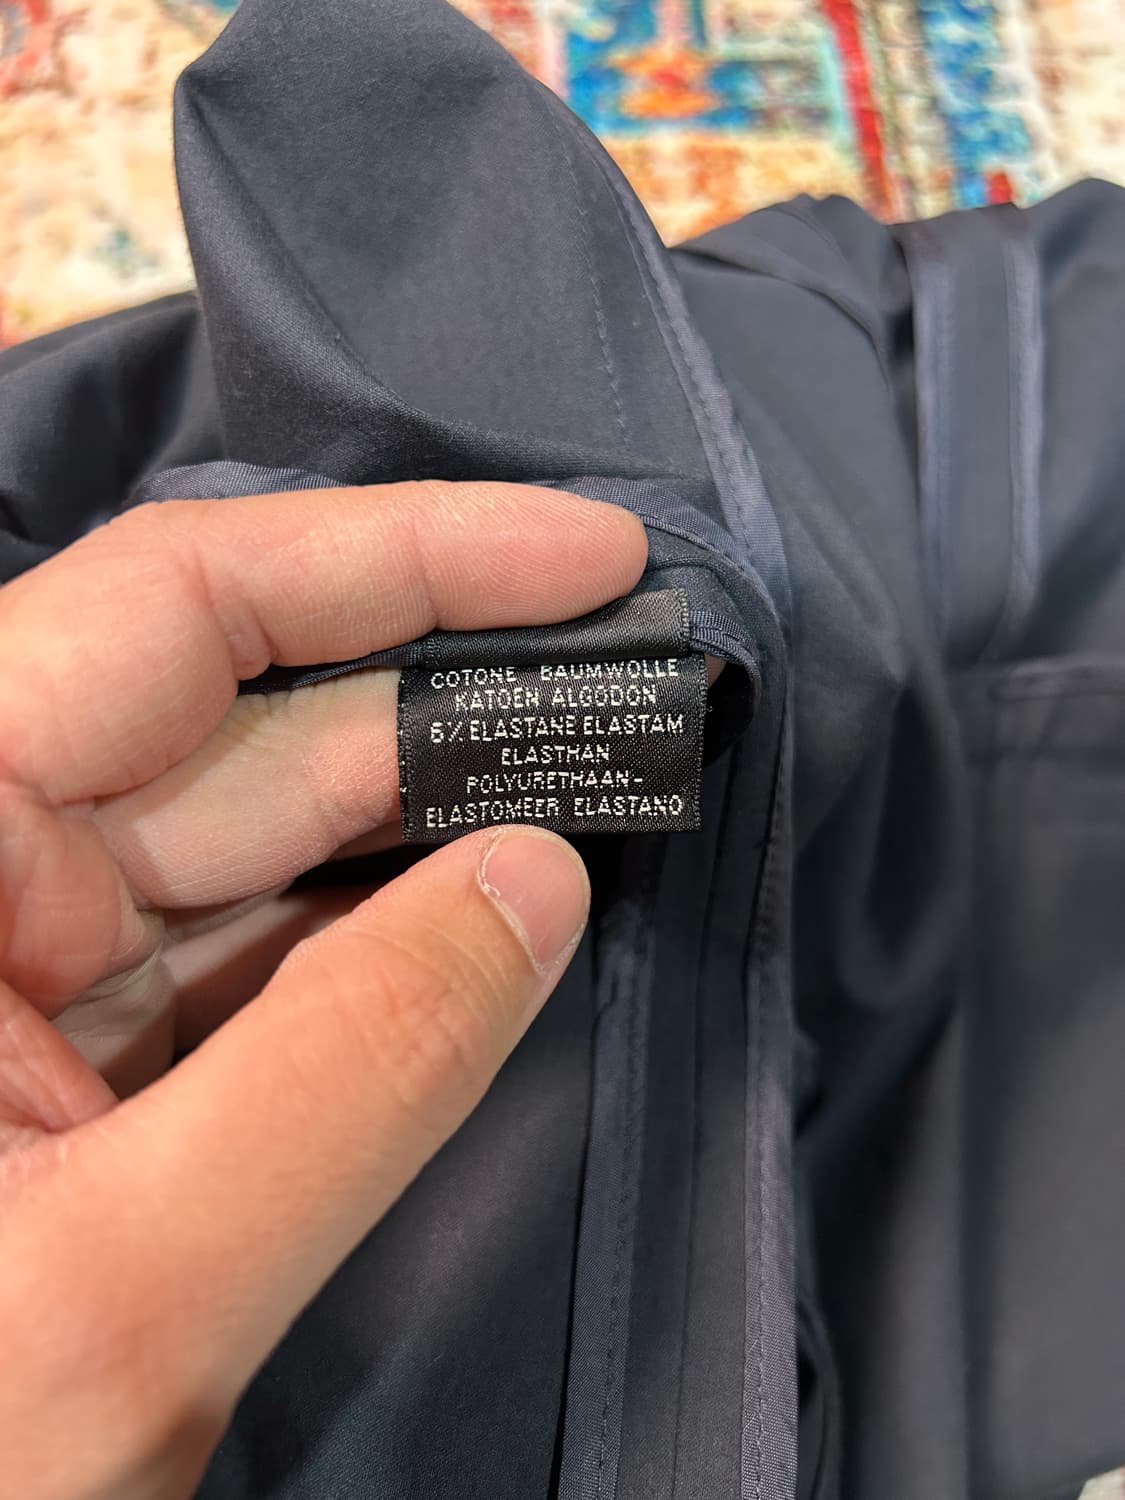 COTONE BAUMWOLLE
KATOEN ALGODON
6% ELASTANE ELASTAM
ELASTHAN
POLYURETHAAN-
ELASTOMEER ELASTANO